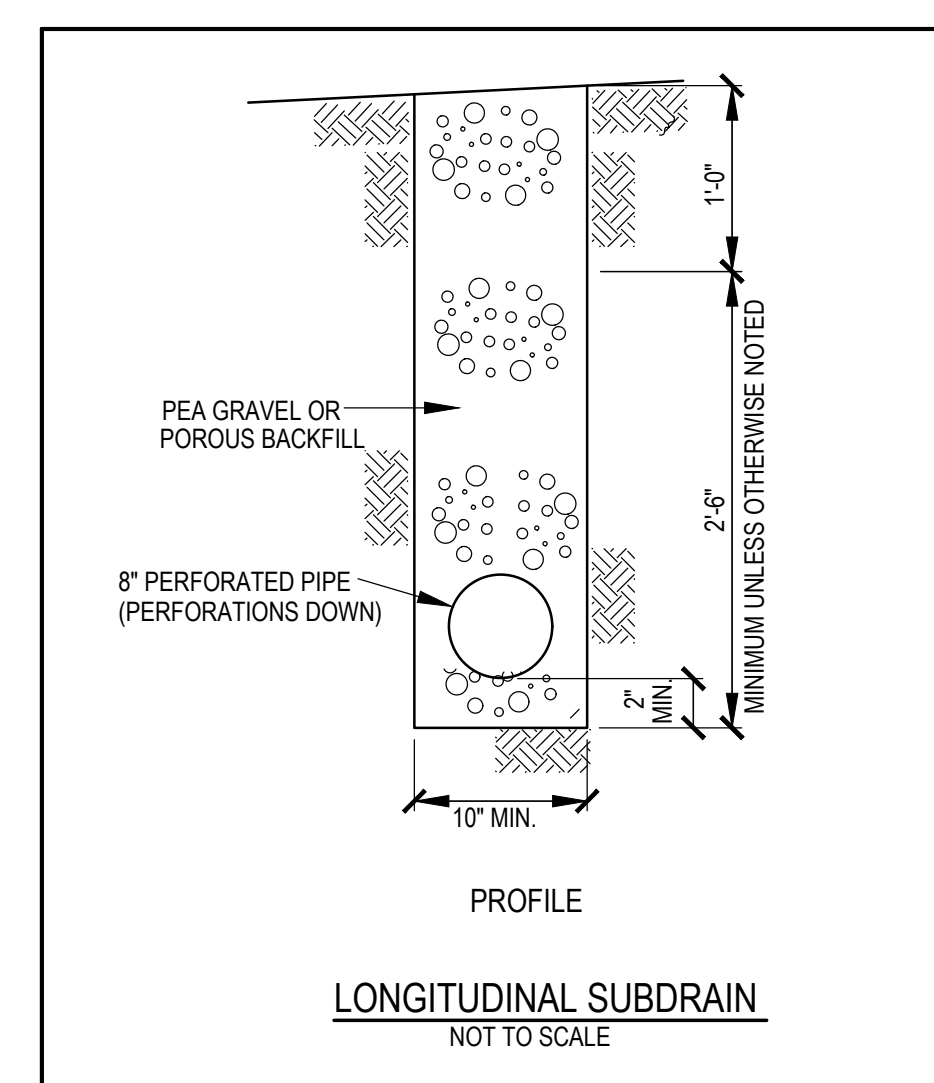 1'-0"
PEA GRAVEL OR
POROUS BACKFILL
2'-6"
MINIMUM UNLESS OTHERWISE NOTED
8" PERFORATED PIPE
(PERFORATIONS DOWN)
2"
MIN.
10" MIN.
PROFILE
LONGITUDINAL SUBDRAIN
NOT TO SCALE